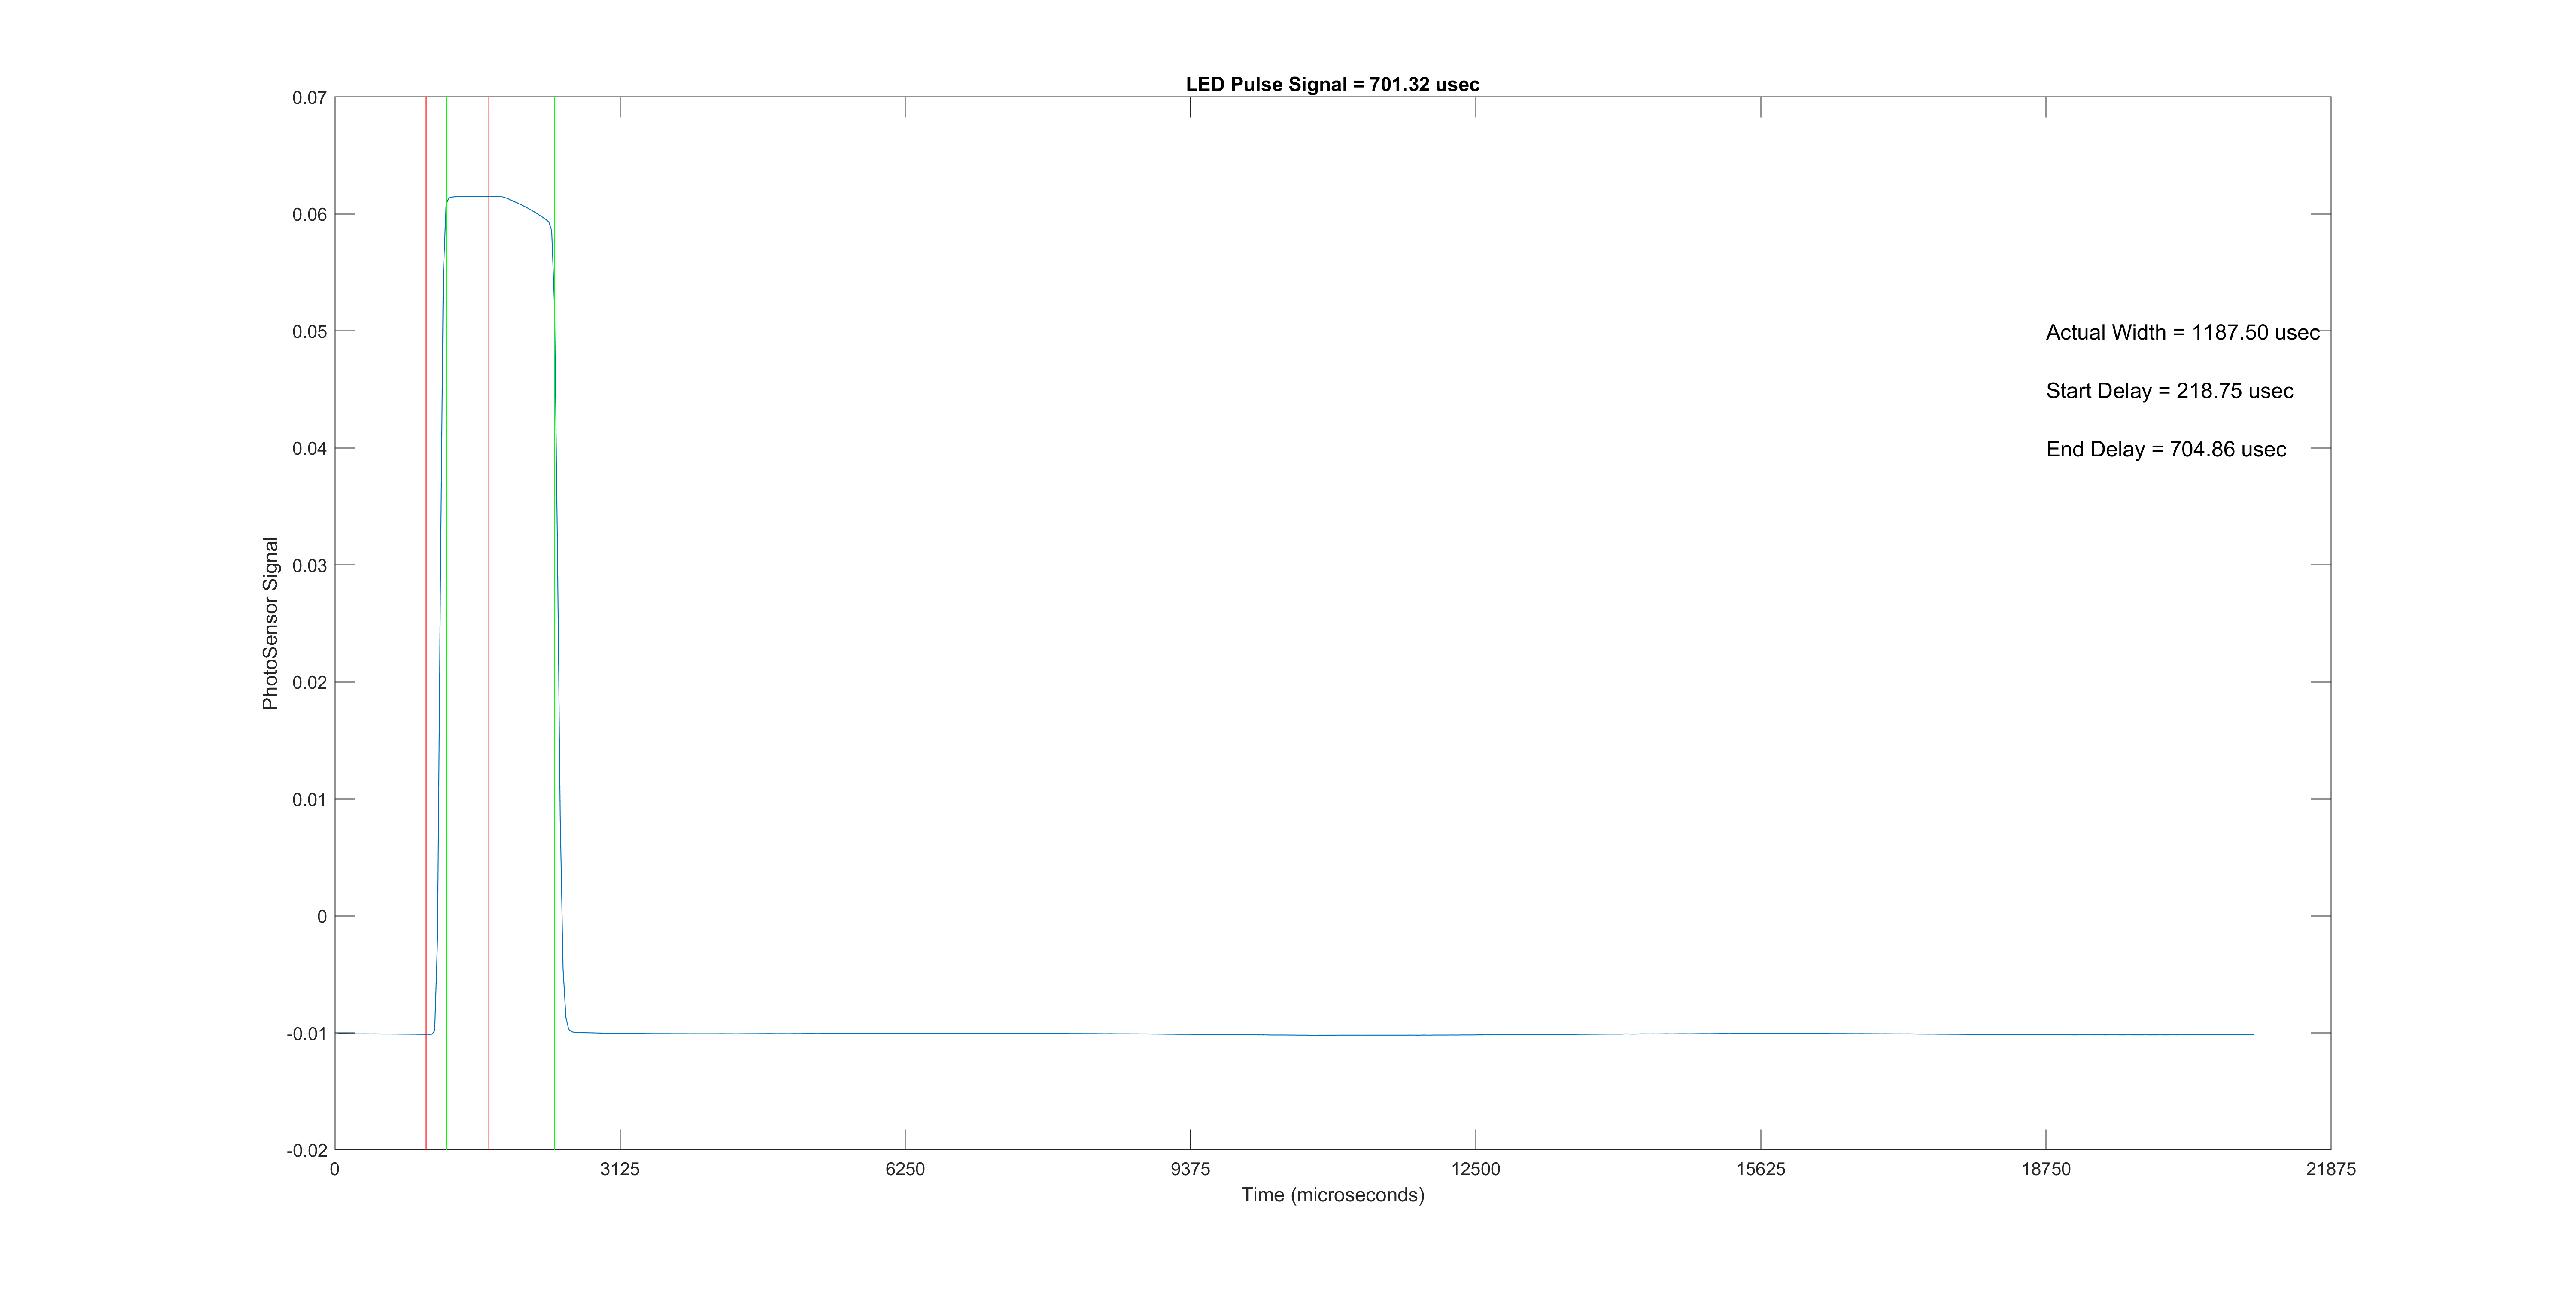 LED Pulse Signal = 701.32 usec
0.07
0.06
0.05
0.04
0.03
0.02
0.01
0
-0.01
-0.02
PhotoSensor Signal
Actual Width = 1187.50 usec
Start Delay = 218.75 usec
End Delay = 704.86 usec
0 3125 6250 9375 12500 15625 18750 21875
Time (microseconds)